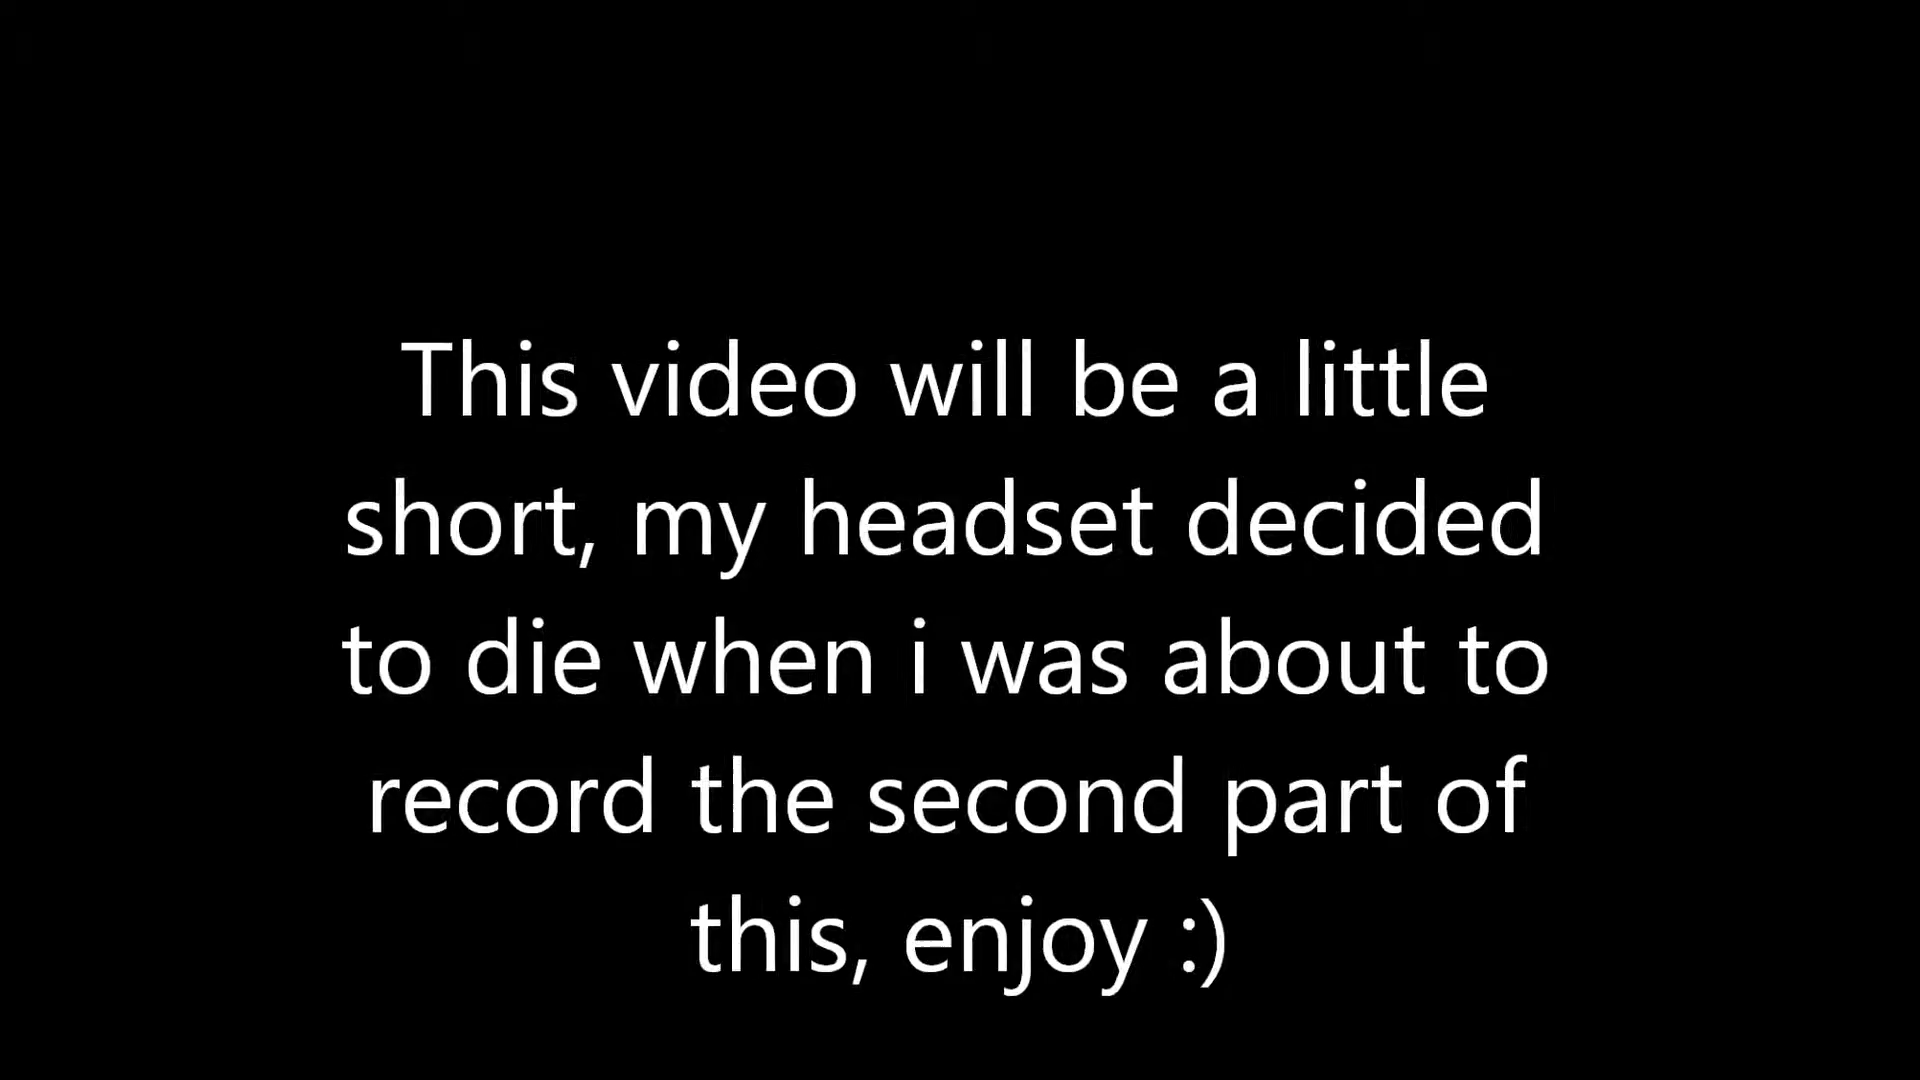 This video will be a little
short, my headset decided
to die when i was about to
record the second part of
this, enjoy :)